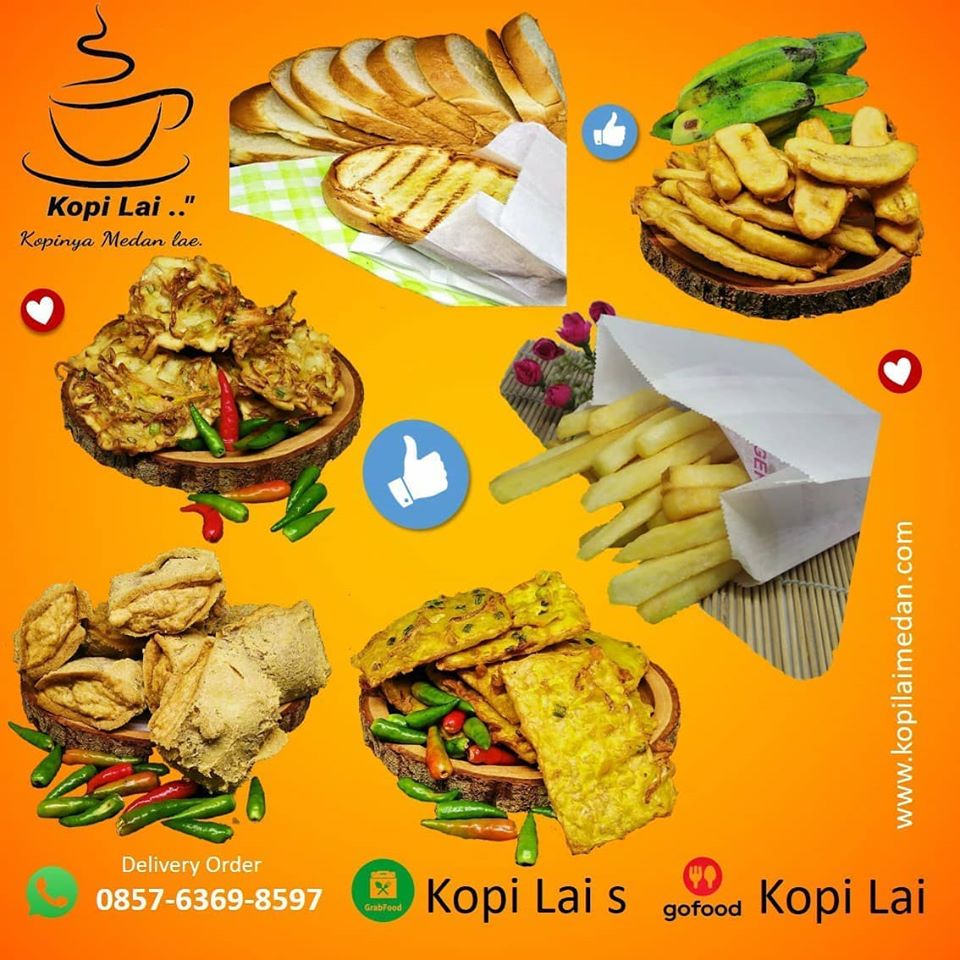 Kopi Lai .."
Kopinya Medan lae.
www.kopilaimedan.com
Delivery Order
0857-6369-8597
GrabFood
Kopi Lai s
gofood
Kopi Lai